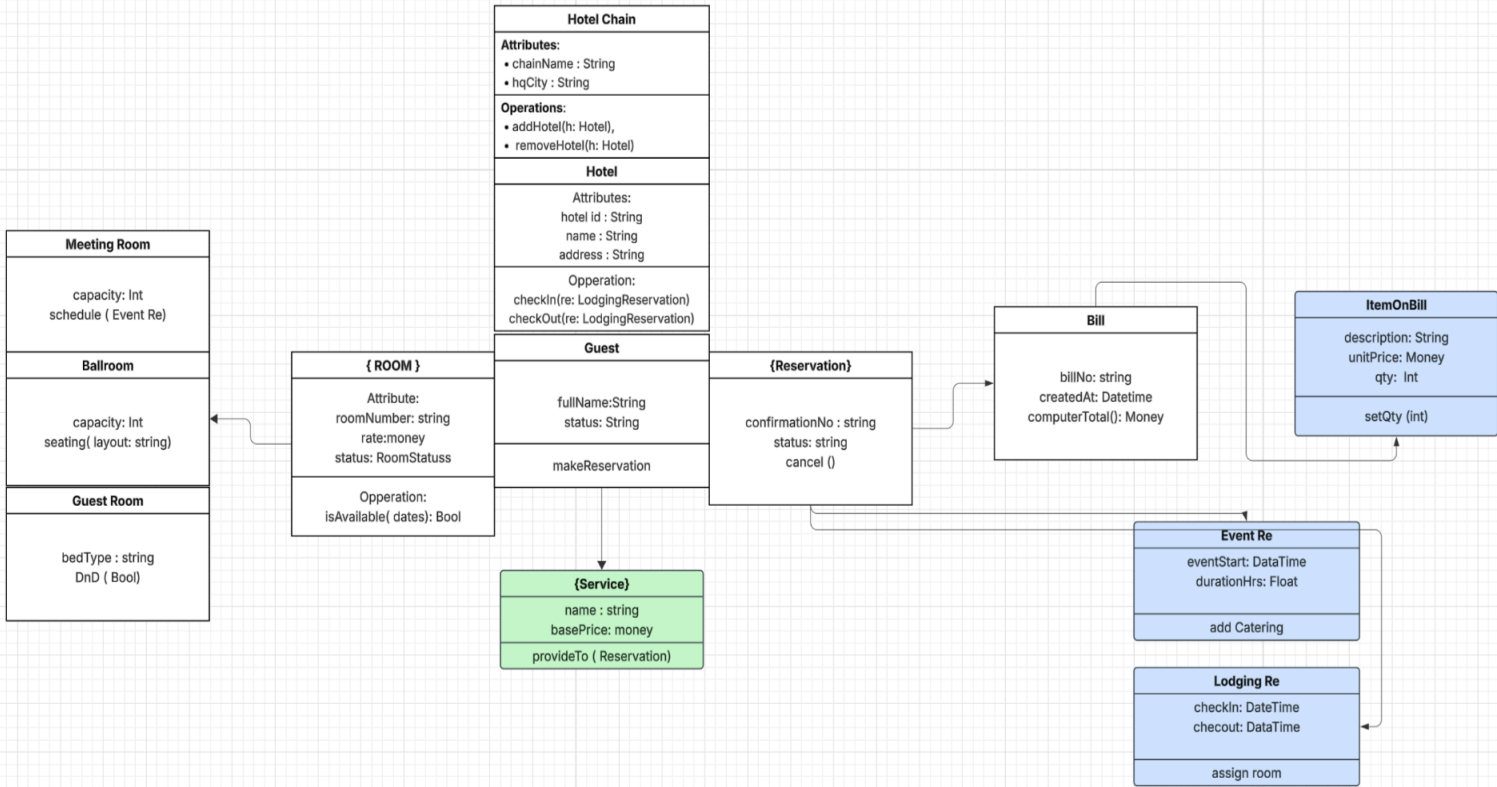 Hotel Chain
Attributes:
• chainName : String
• hqCity : String
Operations:
• addHotel(h: Hotel),
• removeHotel(h: Hotel)
Hotel
Attributes:
hotel id : String
name : String
address : String
Opperation:
checkIn(re: LodgingReservation)
checkOut(re: LodgingReservation)
Meeting Room
capacity: Int
schedule ( Event Re)
Ballroom
capacity: Int
seating( layout: string)
Guest Room
bedType : string
DnD ( Bool)
{ ROOM }
Attribute:
roomNumber: string
rate:money
status: RoomStatuss
Opperation:
isAvailable( dates): Bool
Guest
fullName:String
status: String
makeReservation
{Service}
name : string
basePrice: money
provideTo ( Reservation)
{Reservation}
confirmationNo : string
status: string
cancel ()
Bill
billNo: string
createdAt: Datetime
computerTotal(): Money
ItemOnBill
description: String
unitPrice: Money
qty: Int
setQty (int)
Event Re
eventStart: DataTime
durationHrs: Float
add Catering
Lodging Re
checkIn: DateTime
checout: DataTime
assign room